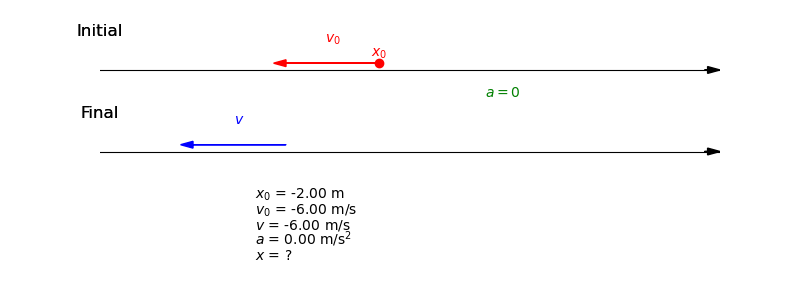 Initial
v₀
x₀
a = 0
Final
v
x₀ = -2.00 m
v₀ = -6.00 m/s
v = -6.00 m/s
a = 0.00 m/s²
x = ?